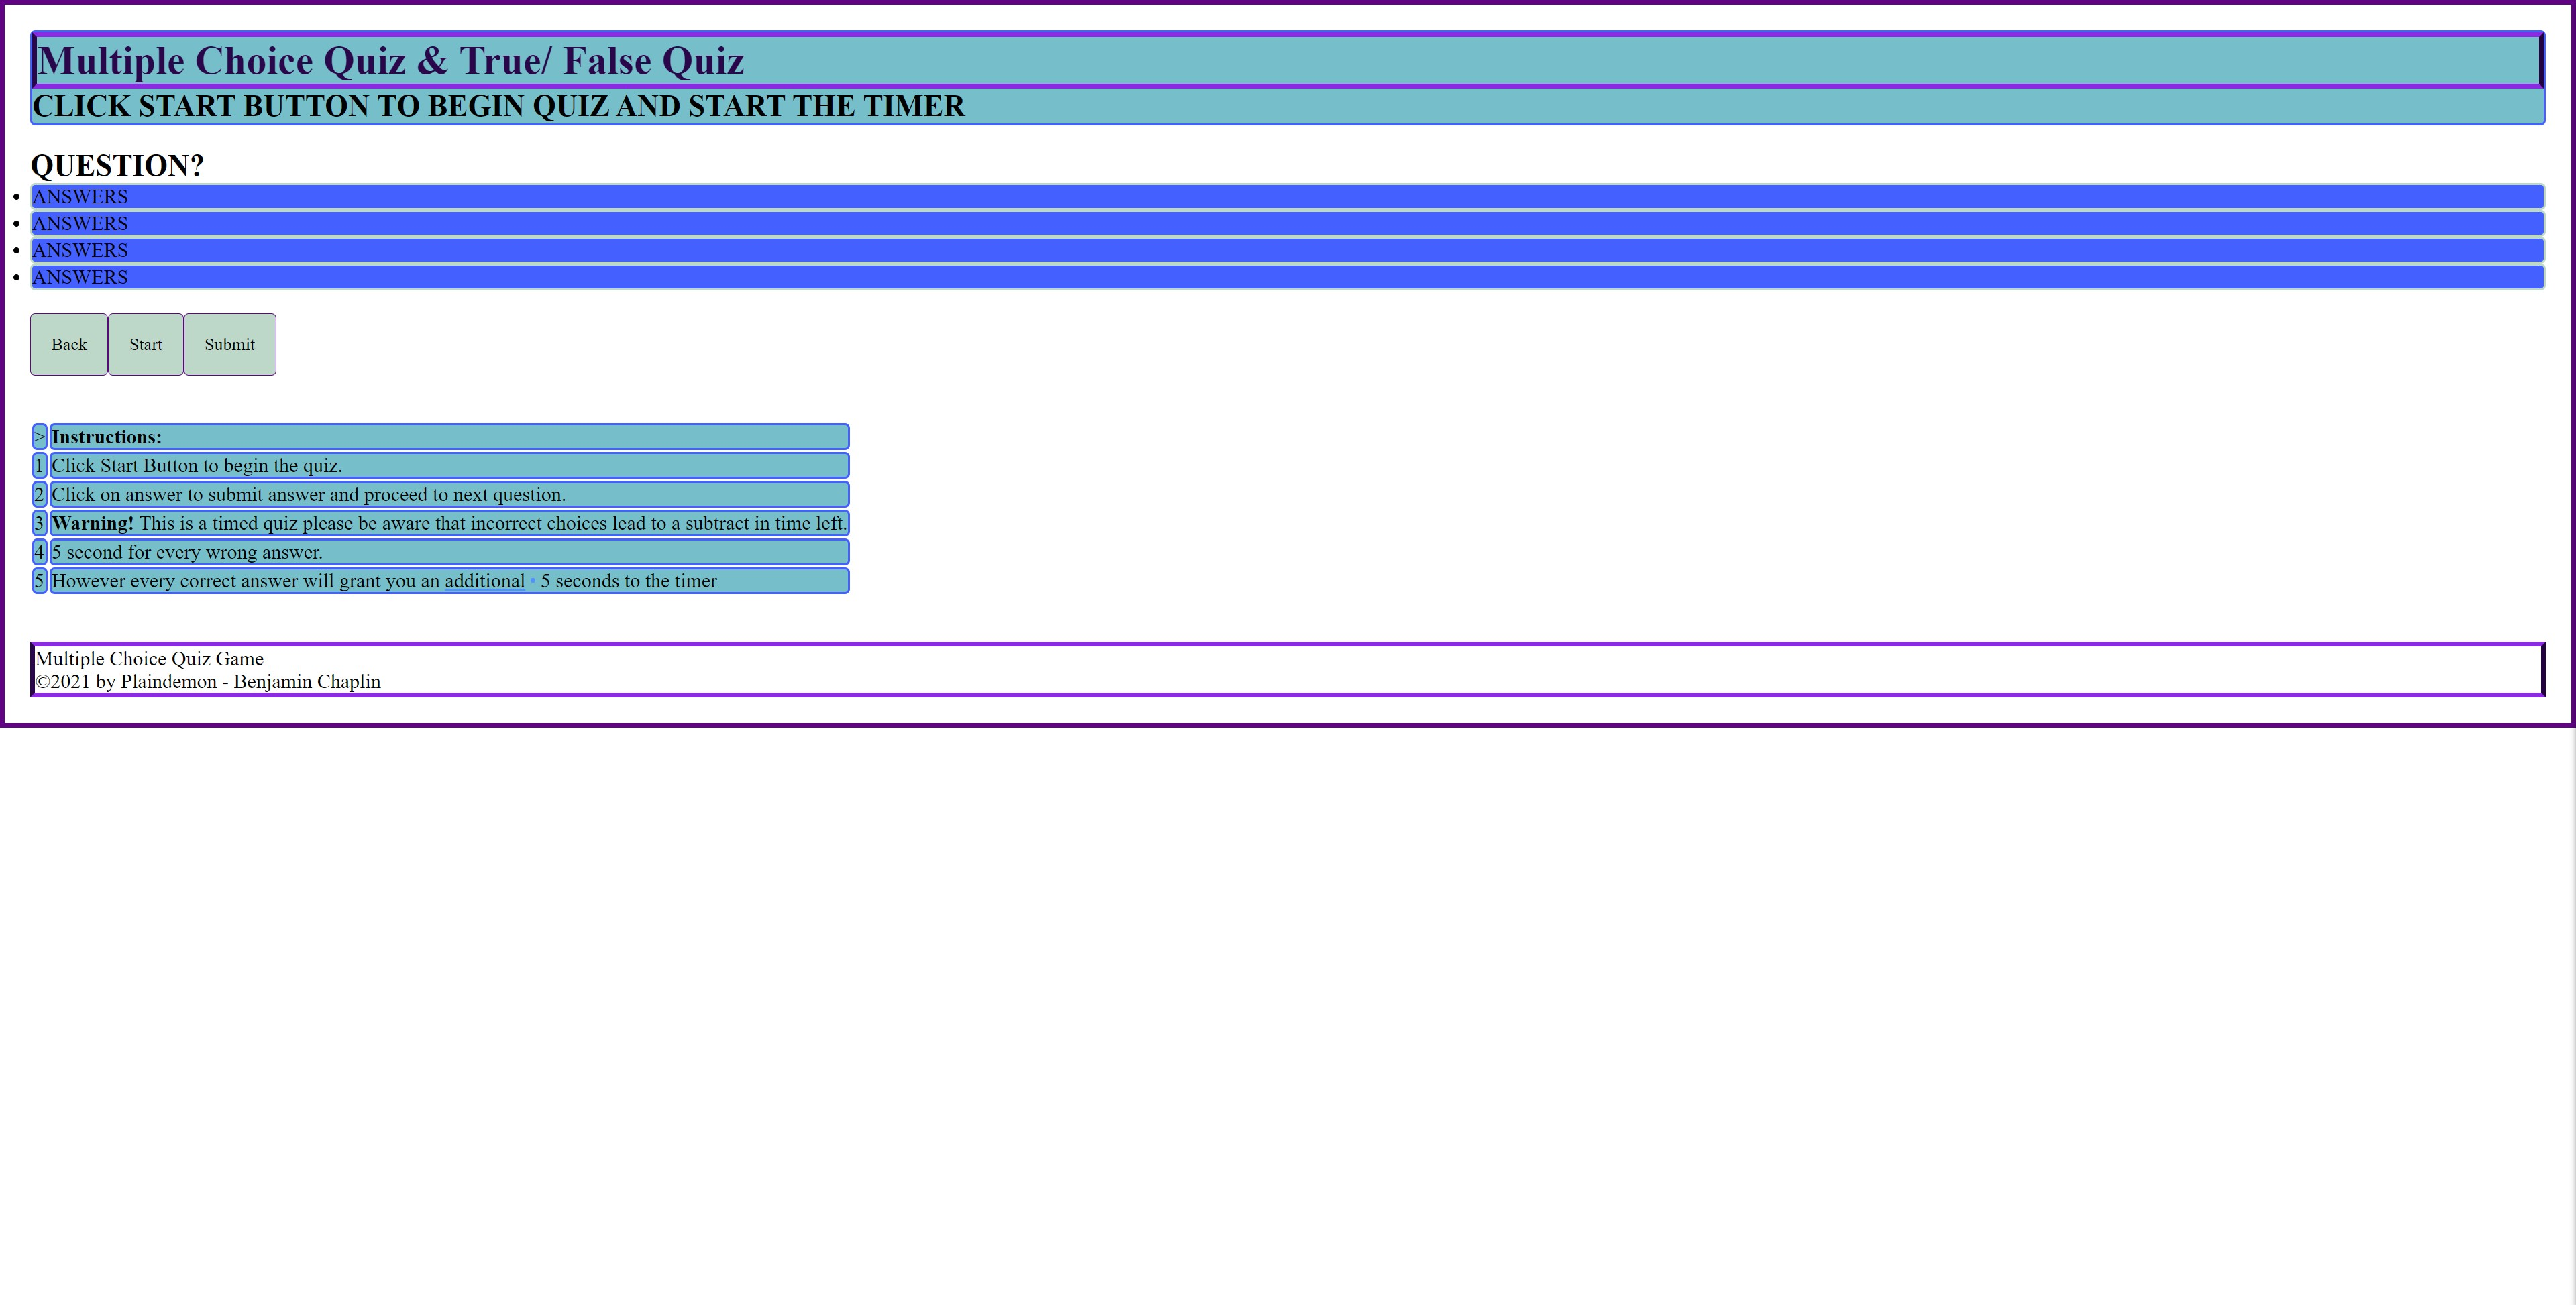 Multiple Choice Quiz & True/ False Quiz
CLICK START BUTTON TO BEGIN QUIZ AND START THE TIMER
QUESTION?
• ANSWERS
• ANSWERS
• ANSWERS
• ANSWERS
Back Start Submit
> Instructions:
1 Click Start Button to begin the quiz.
2 Click on answer to submit answer and proceed to next question.
3 Warning! This is a timed quiz please be aware that incorrect choices lead to a subtract in time left.
4 5 second for every wrong answer.
5 However every correct answer will grant you an additional • 5 seconds to the timer
Multiple Choice Quiz Game
©2021 by Plaindemon - Benjamin Chaplin